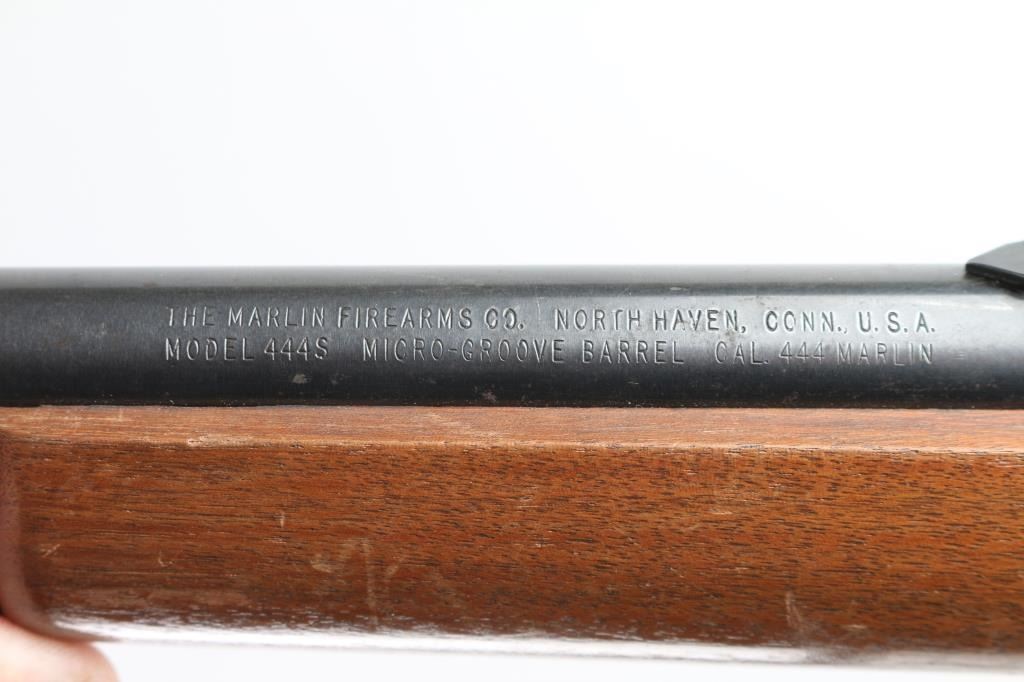 THE MARLIN FIREARMS CO. NORTH HAVEN, CONN., U.S.A.
MODEL 444S MICRO-GROOVE BARREL CAL. 444 MARLIN